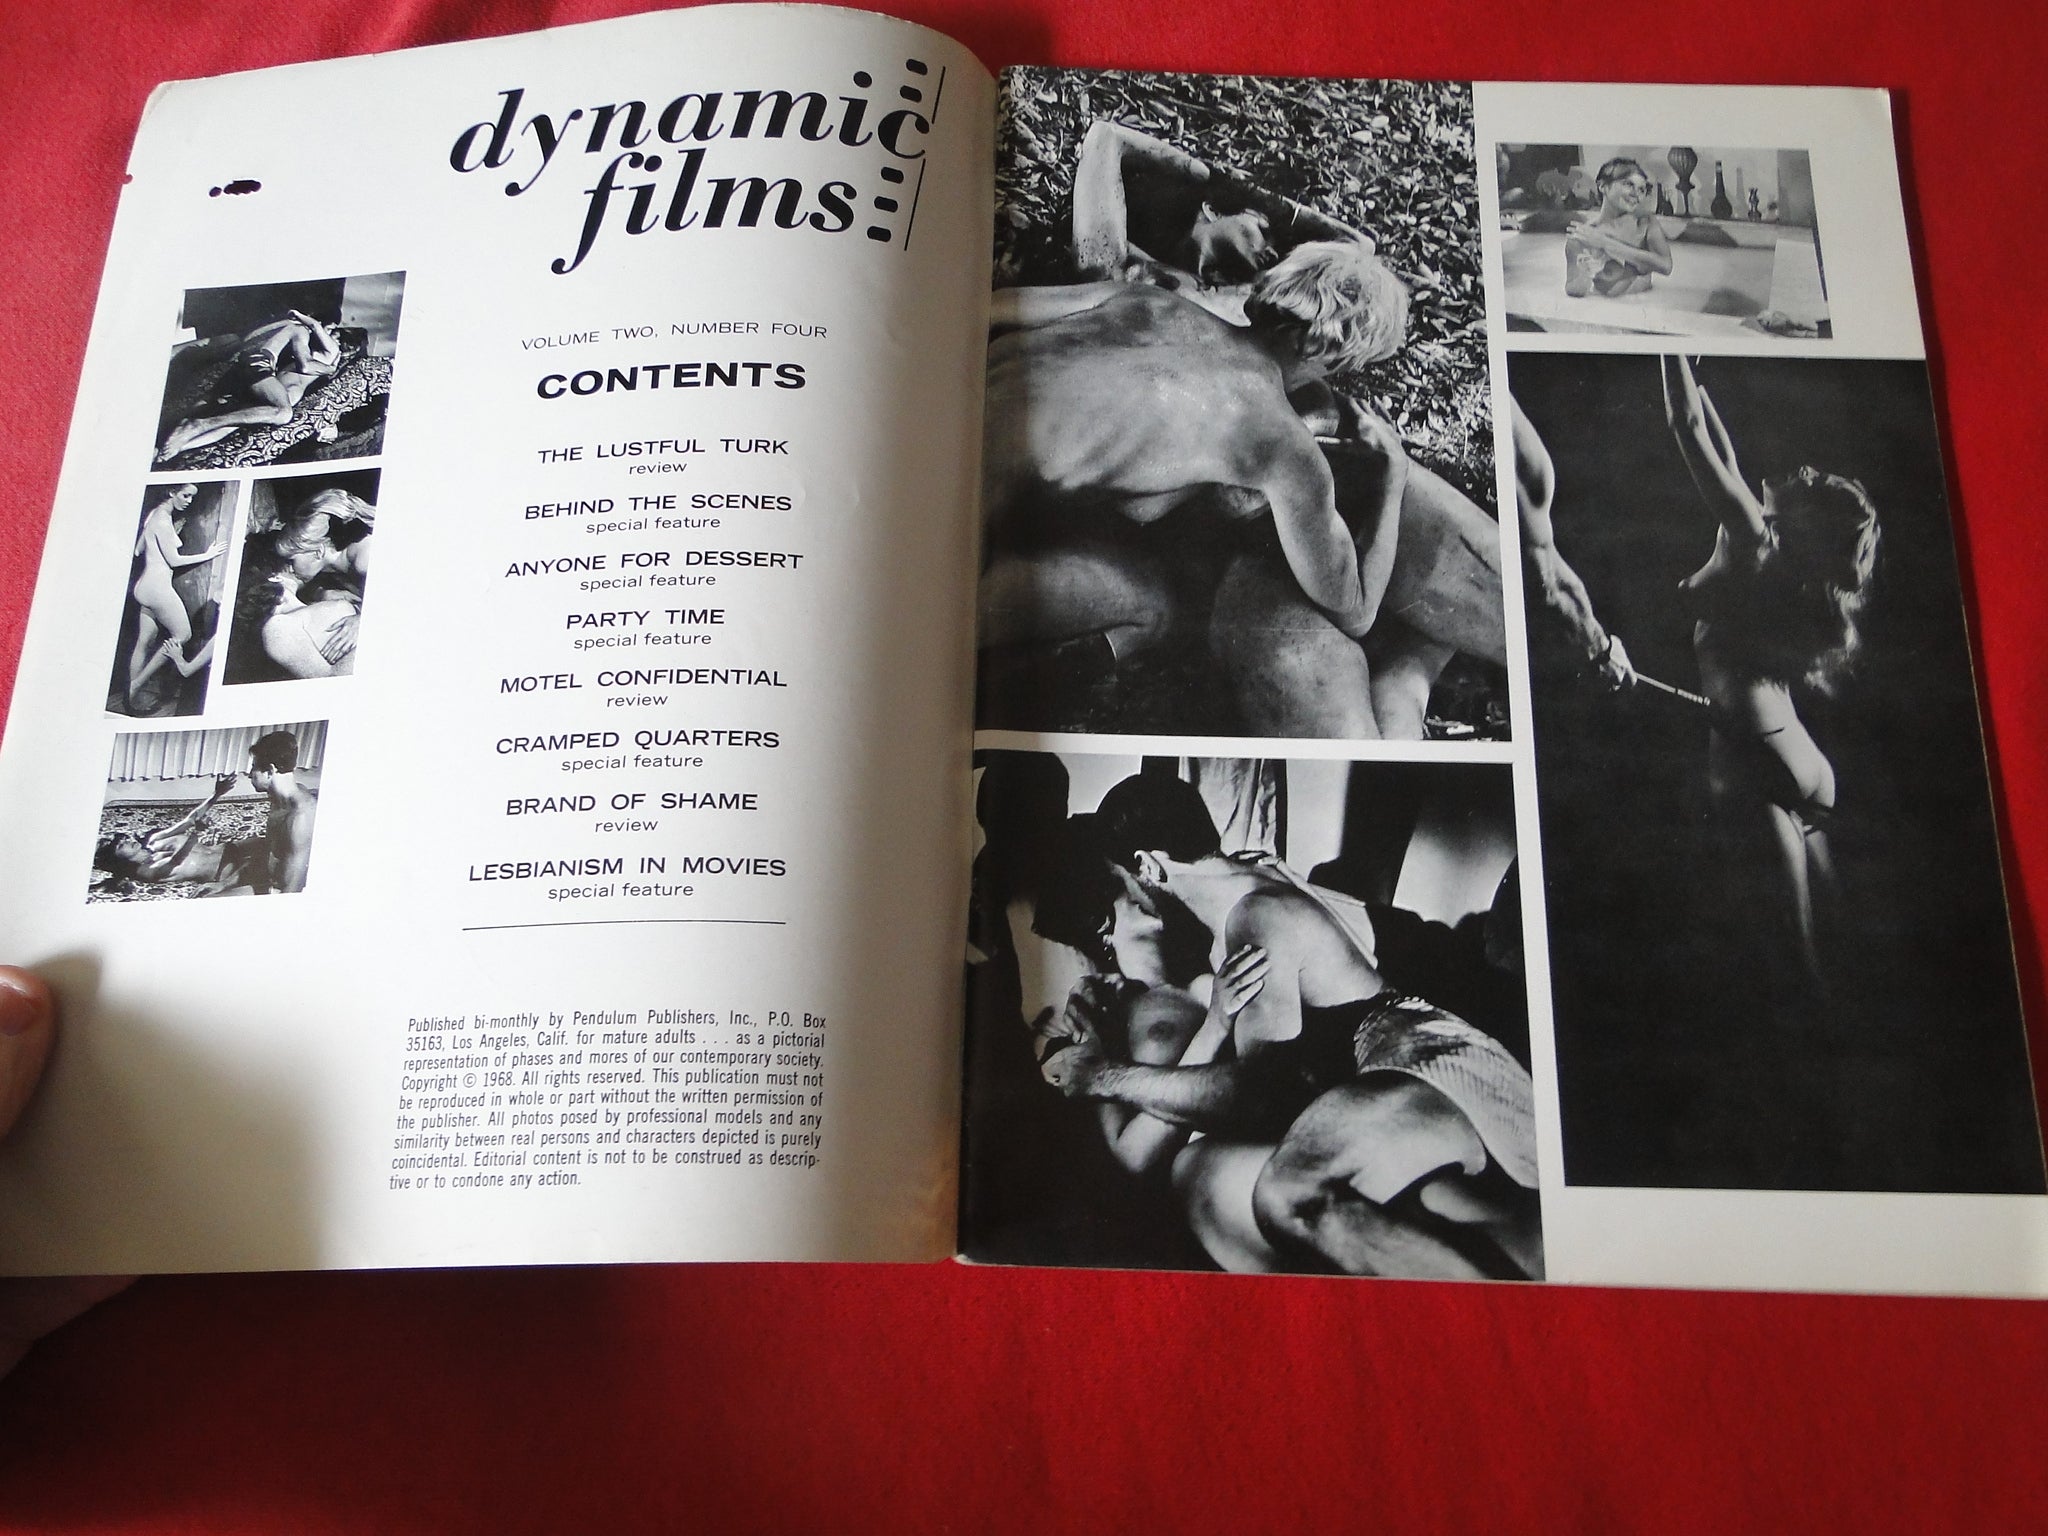 dynamic
films
VOLUME TWO, NUMBER FOUR
CONTENTS
THE LUSTFUL TURK
review
BEHIND THE SCENES
special feature
ANYONE FOR DESSERT
special feature
PARTY TIME
special feature
MOTEL CONFIDENTIAL
review
CRAMPED QUARTERS
special feature
BRAND OF SHAME
review
LESBIANISM IN MOVIES
special feature
Published bi-monthly by Pendulum Publishers, Inc., P.O. Box
35163, Los Angeles, Calif. for mature adults . . . as a pictorial
representation of phases and mores of our contemporary society.
Copyright © 1968. All rights reserved. This publication must not
be reproduced in whole or part without the written permission of
the publisher. All photos posed by professional models and any
similarity between real persons and characters depicted is purely
coincidental. Editorial content is not to be construed as descrip-
tive or to condone any action.